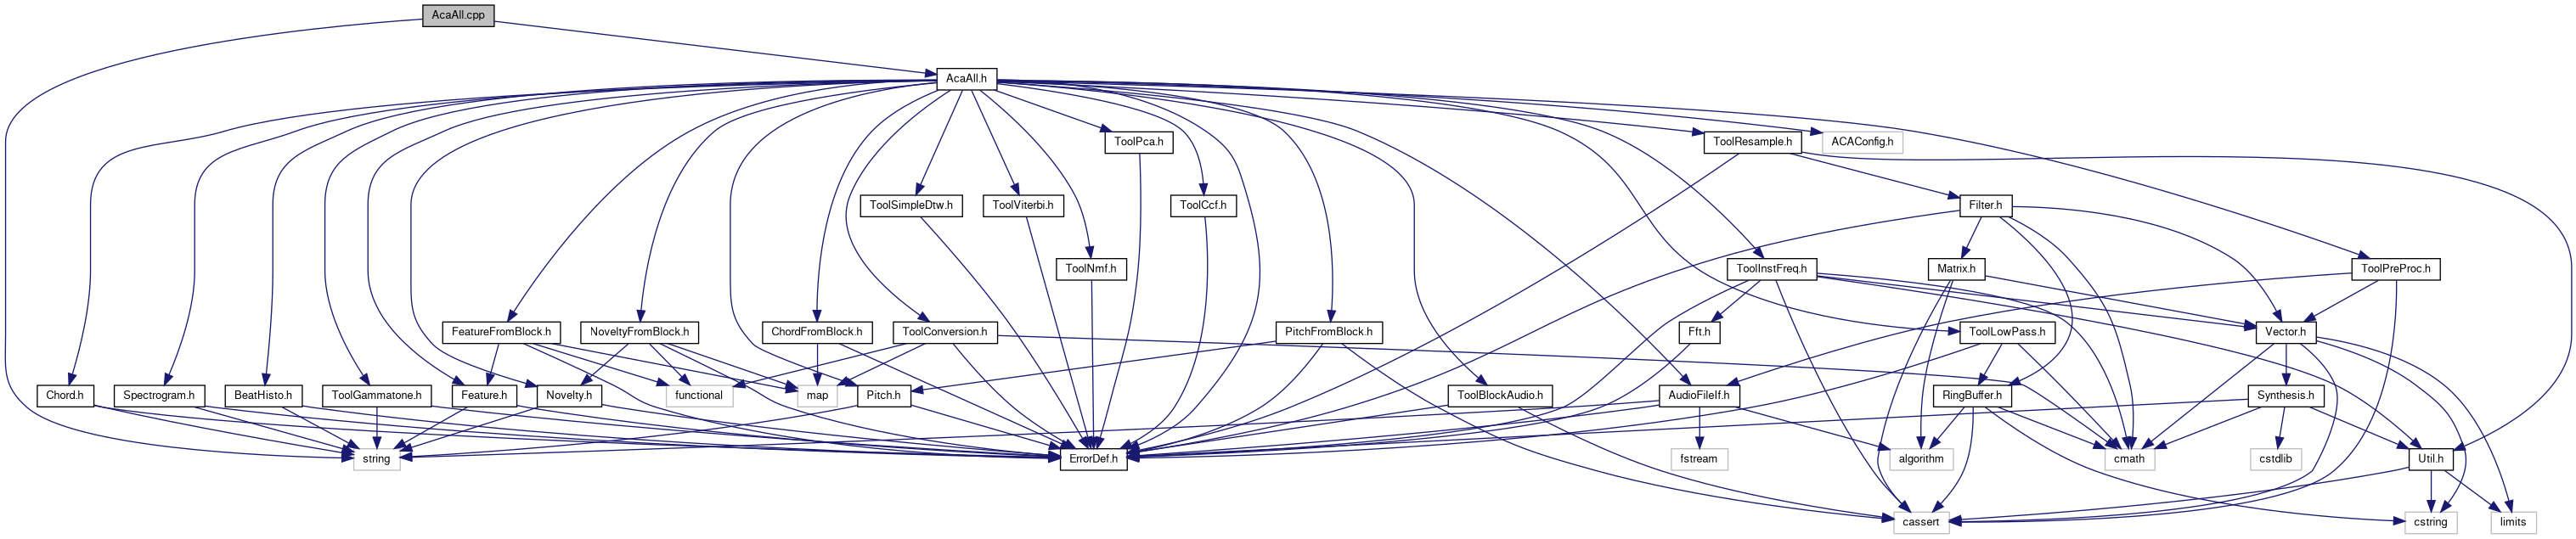 AcaAll.cpp
AcaAll.h
ToolPca.h
ToolResample.h
ACAConfig.h
ToolSimpleDtw.h
ToolViterbi.h
ToolCcf.h
Filter.h
ToolNmf.h
ToolInstFreq.h
Matrix.h
ToolPreProc.h
FeatureFromBlock.h
NoveltyFromBlock.h
ChordFromBlock.h
ToolConversion.h
PitchFromBlock.h
Fft.h
ToolLowPass.h
Vector.h
Chord.h
Spectrogram.h
BeatHisto.h
ToolGammatone.h
Feature.h
Novelty.h
functional
map
Pitch.h
ToolBlockAudio.h
AudioFileIf.h
RingBuffer.h
Synthesis.h
string
ErrorDef.h
fstream
algorithm
cmath
cstdlib
Util.h
cassert
cstring
limits